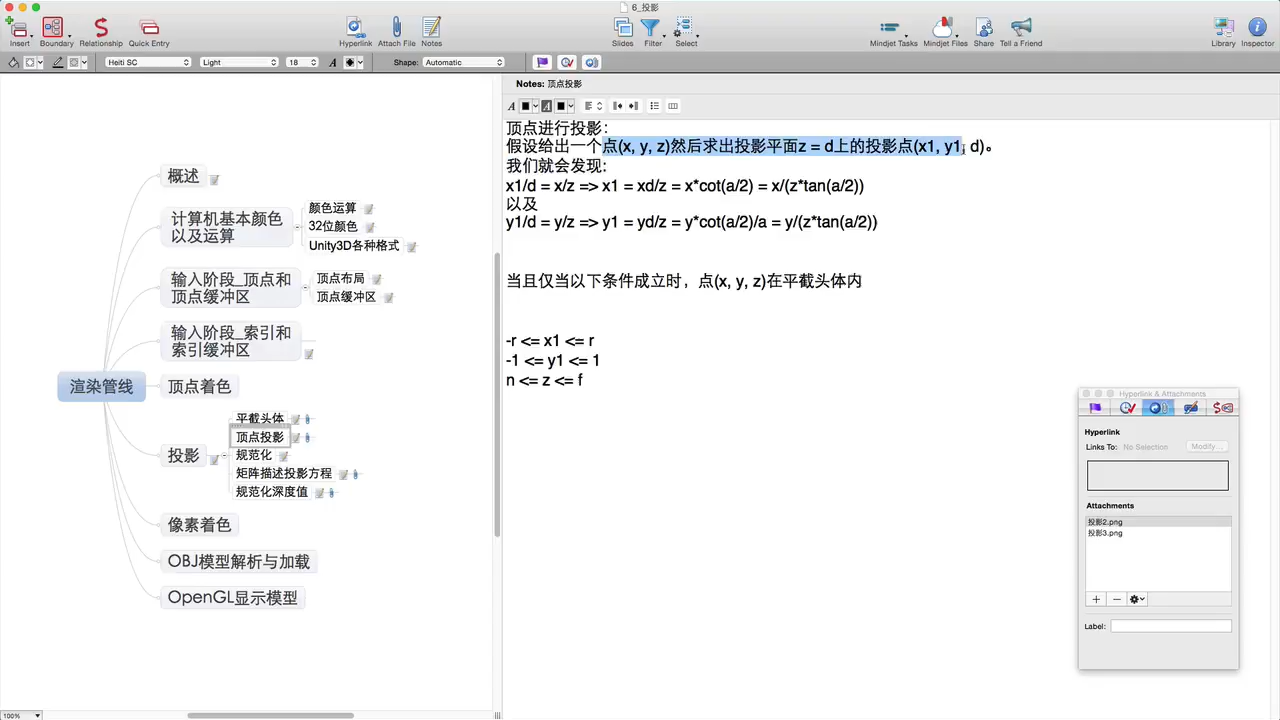 6_投影
Insert
Boundary
Relationship
Quick Entry
Hyperlink
Attach File
Notes
Slides
Filter
Select
Mindjet Tasks
Mindjet Files
Share
Tell a Friend
Library
Inspector
Heiti SC
Light
18
Shape:
Automatic
Notes: 顶点投影
顶点进行投影：
假设给出一个点(x, y, z)然后求出投影平面z = d上的投影点(x1, y1, d)。
我们就会发现:
x1/d = x/z => x1 = xd/z = x*cot(a/2) = x/(z*tan(a/2))
以及
y1/d = y/z => y1 = yd/z = y*cot(a/2)/a = y/(z*tan(a/2))
当且仅当以下条件成立时，点(x, y, z)在平截头体内
-r <= x1 <= r
-1 <= y1 <= 1
n <= z <= f
渲染管线
概述
计算机基本颜色
以及运算
颜色运算
32位颜色
Unity3D各种格式
输入阶段_顶点和
顶点缓冲区
顶点布局
顶点缓冲区
输入阶段_索引和
索引缓冲区
顶点着色
投影
平截头体
顶点投影
规范化
矩阵描述投影方程
规范化深度值
像素着色
OBJ模型解析与加载
OpenGL显示模型
Hyperlink & Attachments
Hyperlink
Links To:
No Selection
Modify...
Attachments
投影2.png
投影3.png
Label:
100%